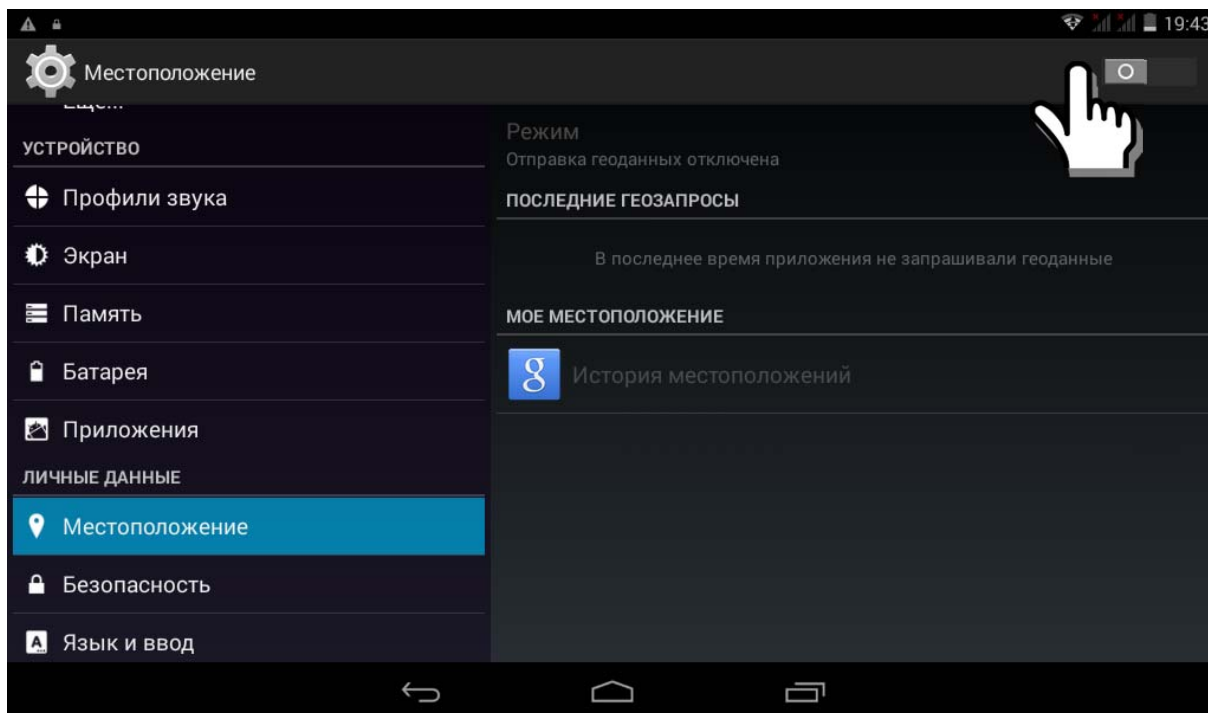 19:43
Местоположение
Еще...
УСТРОЙСТВО
Профили звука
Экран
Память
Батарея
Приложения
ЛИЧНЫЕ ДАННЫЕ
Местоположение
Безопасность
Язык и ввод
Режим
Отправка геоданных отключена
ПОСЛЕДНИЕ ГЕОЗАПРОСЫ
В последнее время приложения не запрашивали геоданные
МОЕ МЕСТОПОЛОЖЕНИЕ
g
История местоположений